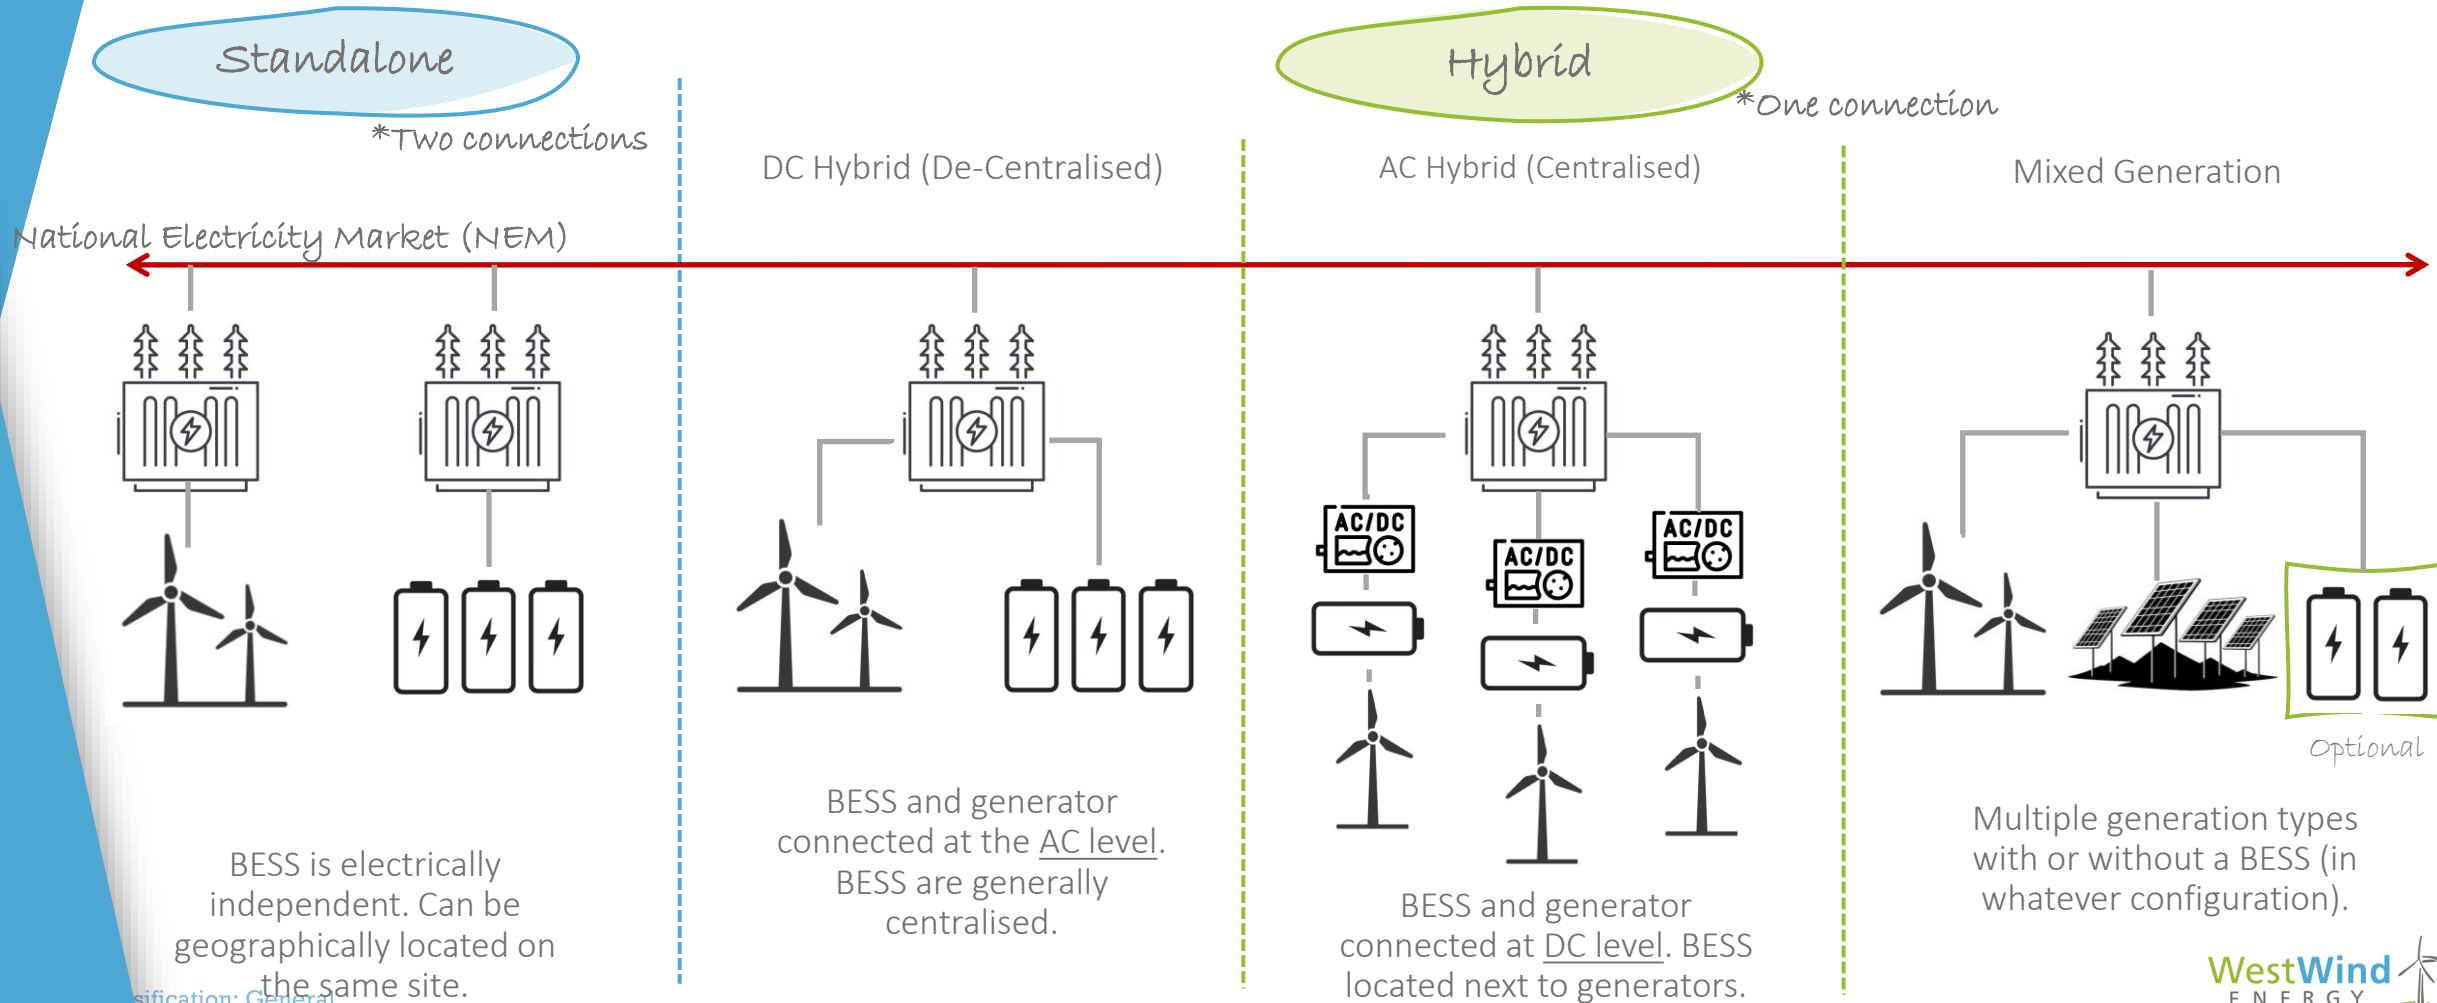 Standalone
*Two connections
Hybrid
*One connection
DC Hybrid (De-Centralised)
AC Hybrid (Centralised)
Mixed Generation
National Electricity Market (NEM)
AC/DC
AC/DC
AC/DC
Optional
BESS is electrically
independent. Can be
geographically located on
the same site.
BESS and generator
connected at the AC level.
BESS are generally
centralised.
BESS and generator
connected at DC level. BESS
located next to generators.
Multiple generation types
with or without a BESS (in
whatever configuration).
sification: General
WestWind
ENERGY